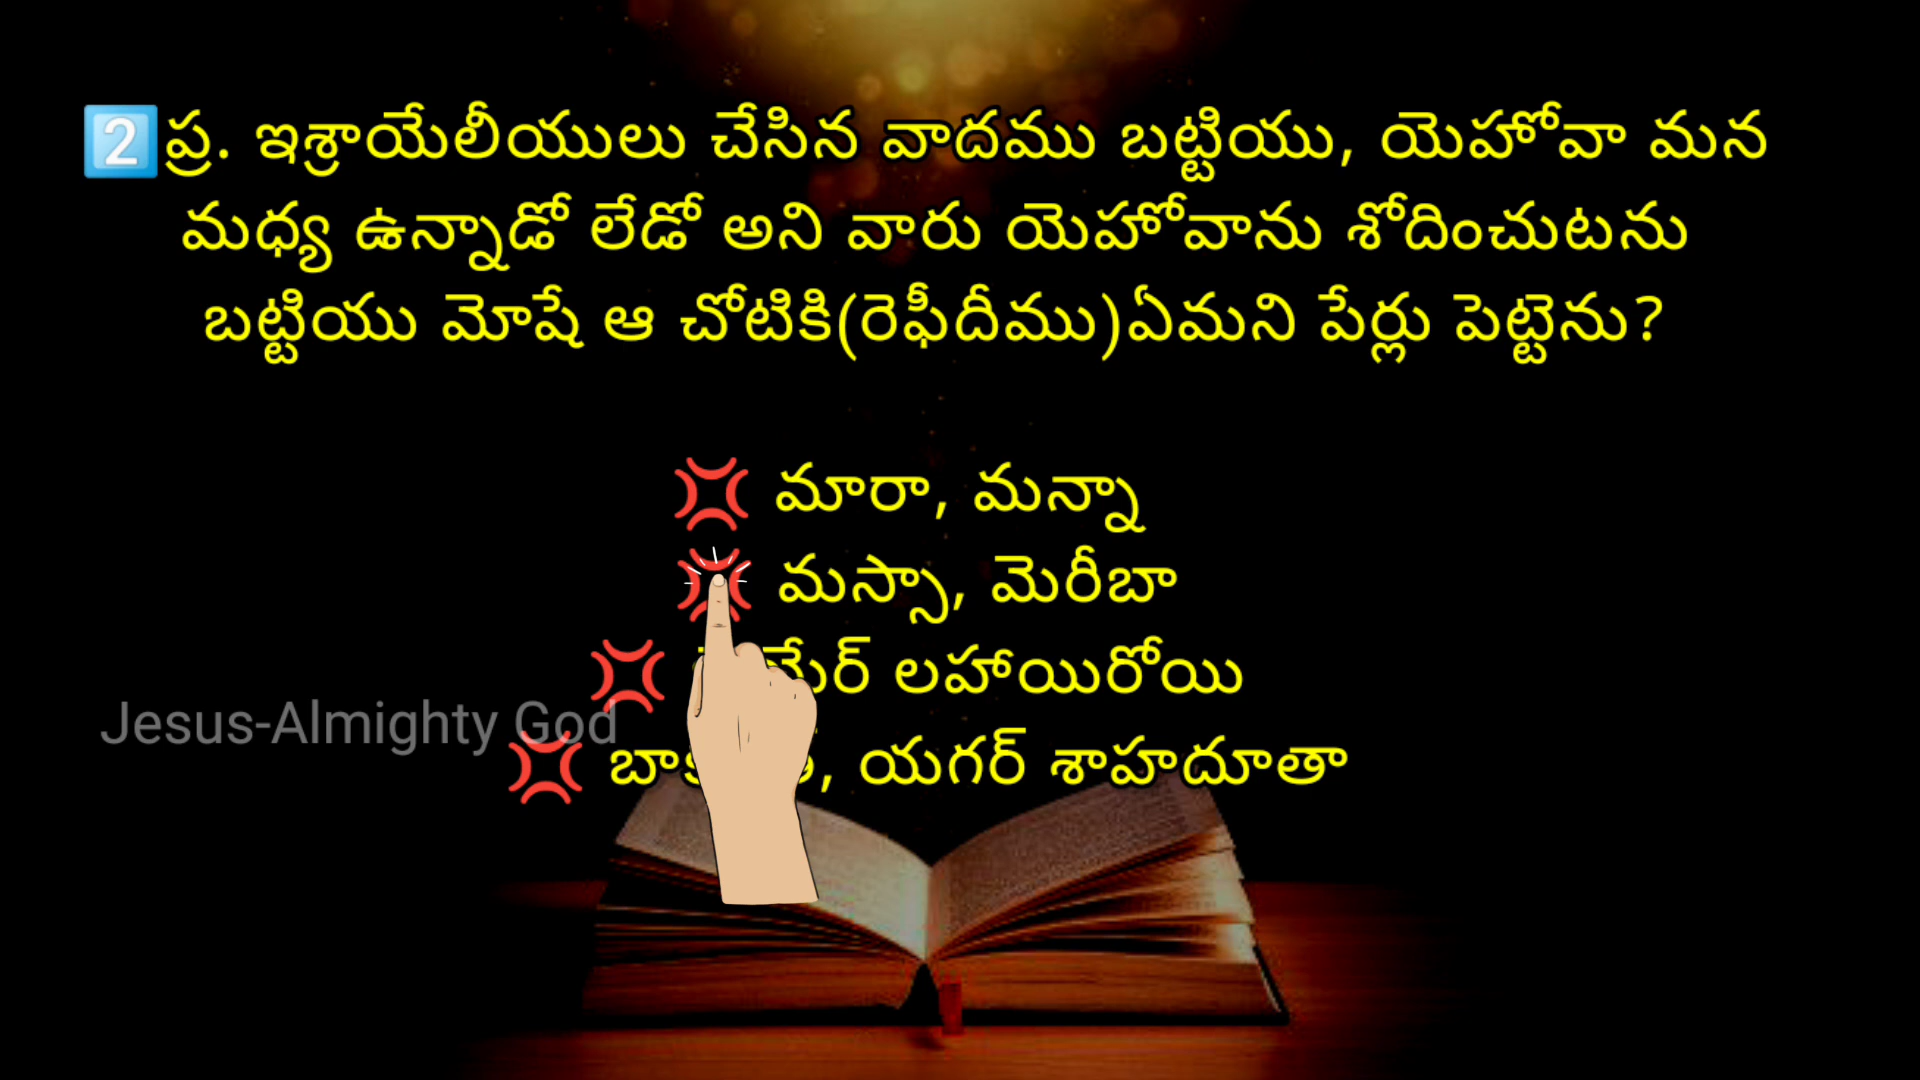 2 ప్ర. ఇశ్రాయేలీయులు చేసిన వాదము బట్టియు, యెహోవా మన
మధ్య ఉన్నాడో లేడో అని వారు యెహోవాను శోదించుటను
బట్టియు మోషే ఆ చోటికి(రెఫీదీము)ఏమని పేర్లు పెట్టెను?
మారా, మన్నా
మస్సా, మెరీబా
లహాయిరోయి
Jesus-Almighty God
యగర్ శాహదూతా